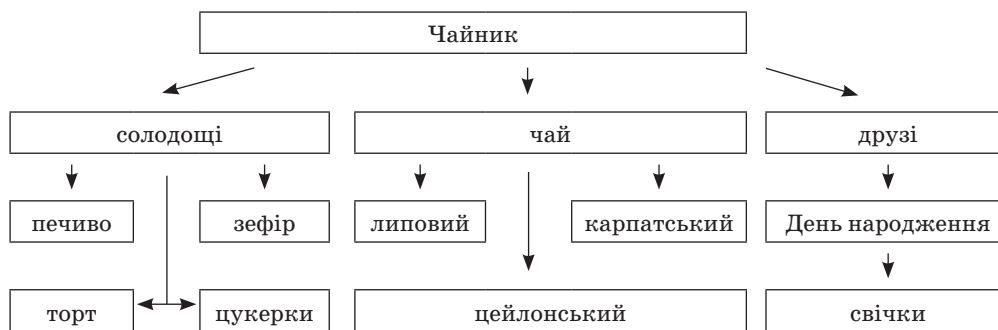 Чайник
солодощі
чай
друзі
печиво
зефір
липовий
карпатський
День народження
торт
цукерки
цейлонський
свічки